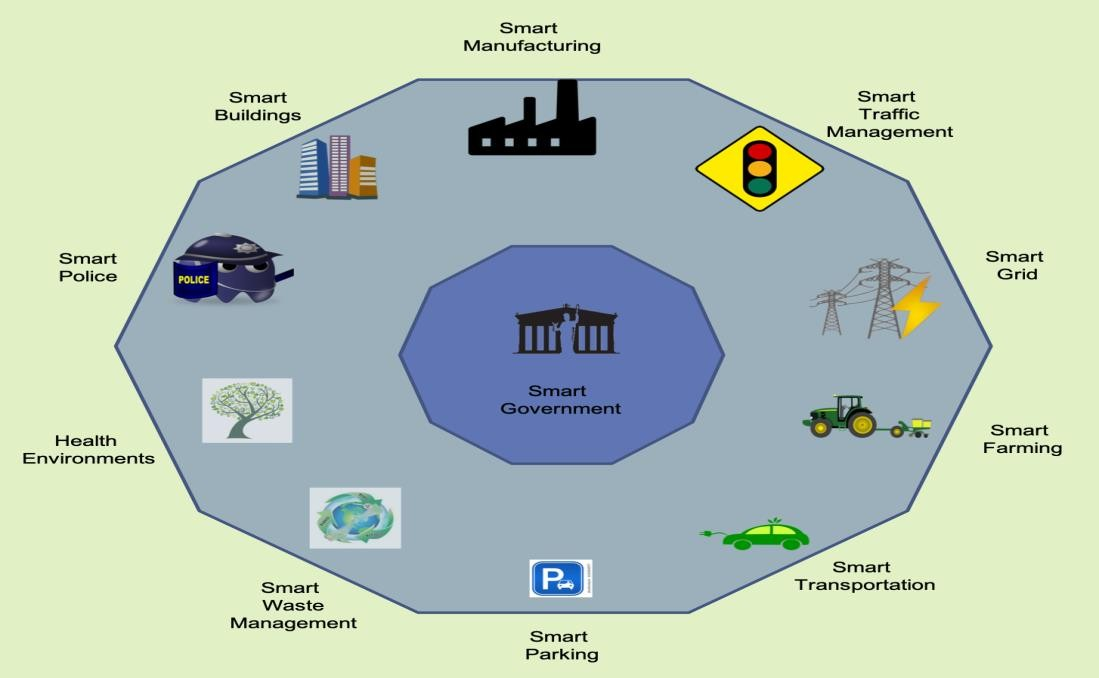 Smart
Manufacturing
Smart
Buildings
Smart
Traffic
Management
Smart
Police
POLICE
Smart
Grid
Smart
Government
Health
Environments
Smart
Farming
Smart
Waste
Management
P
Smart
Transportation
Smart
Parking